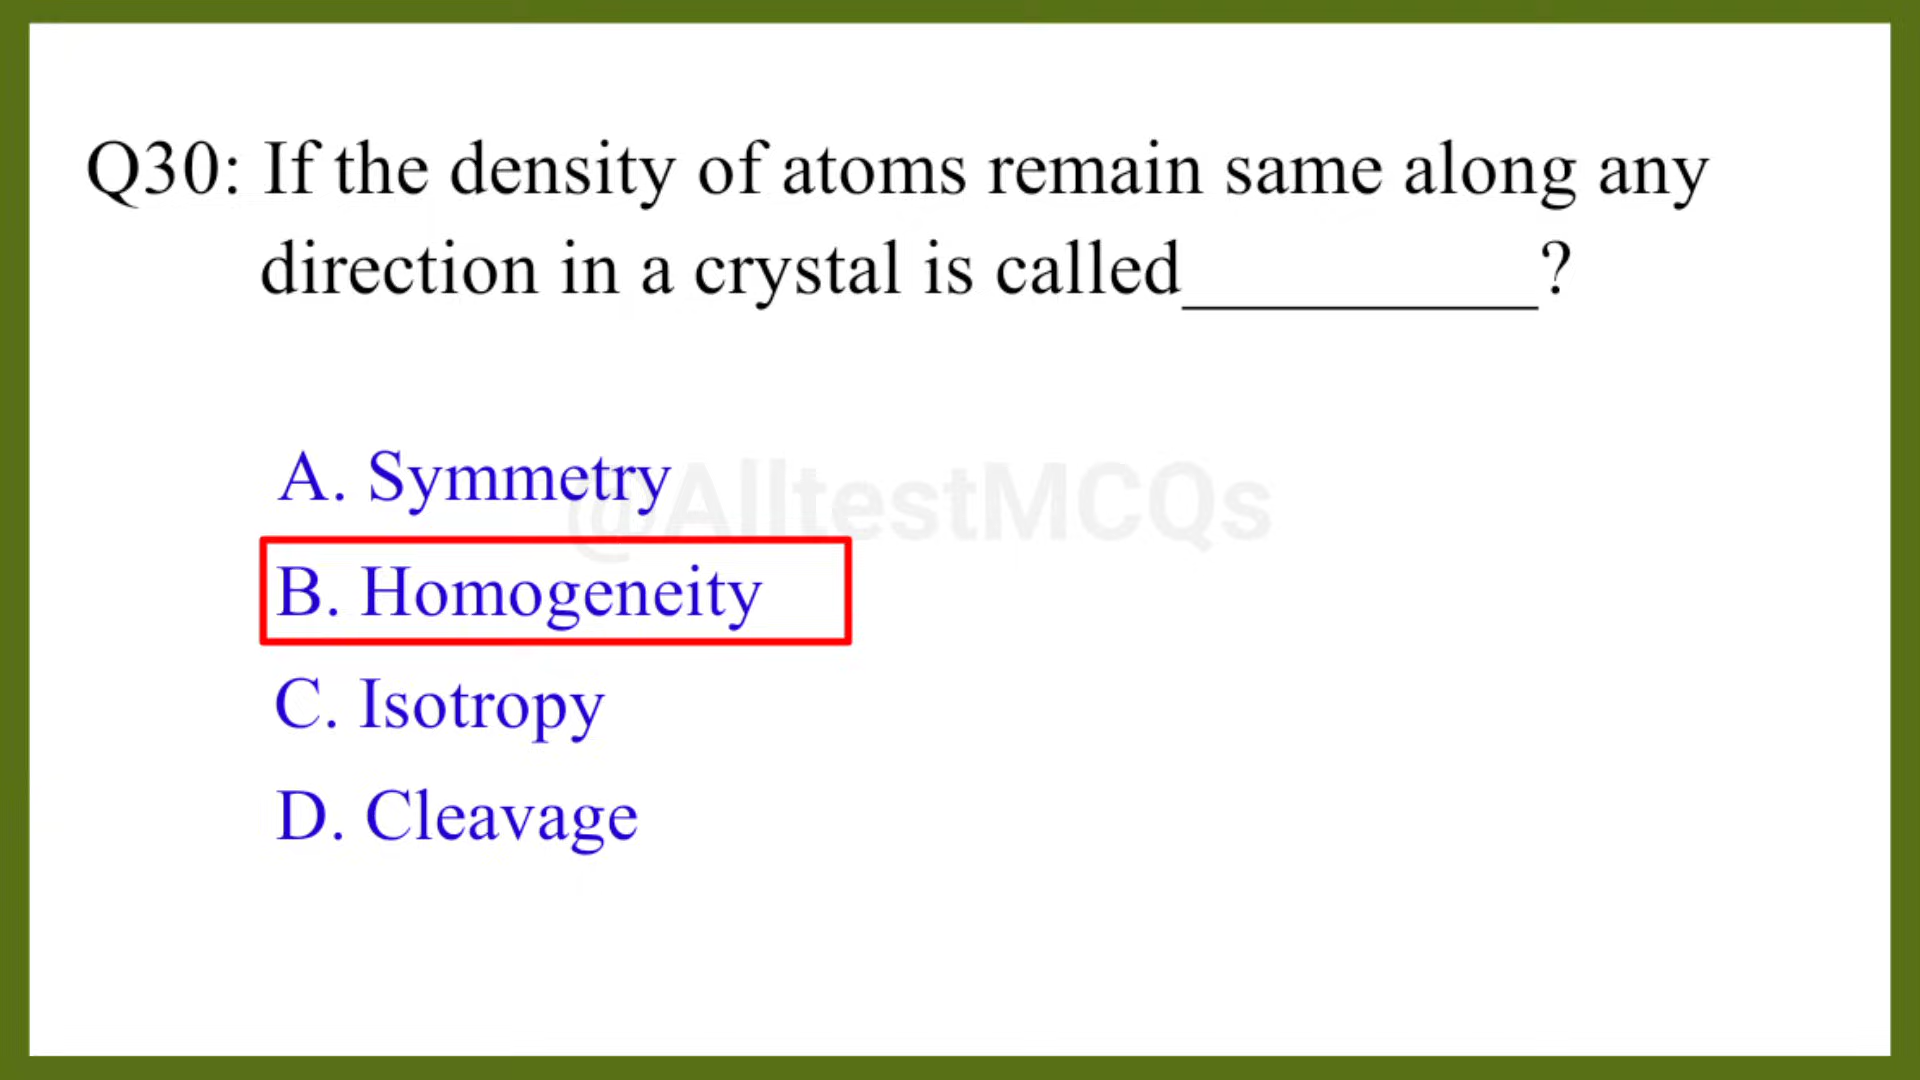 Q30: If the density of atoms remain same along any
direction in a crystal is called__________?
A. Symmetry
@AlltestMCQs
B. Homogeneity
C. Isotropy
D. Cleavage